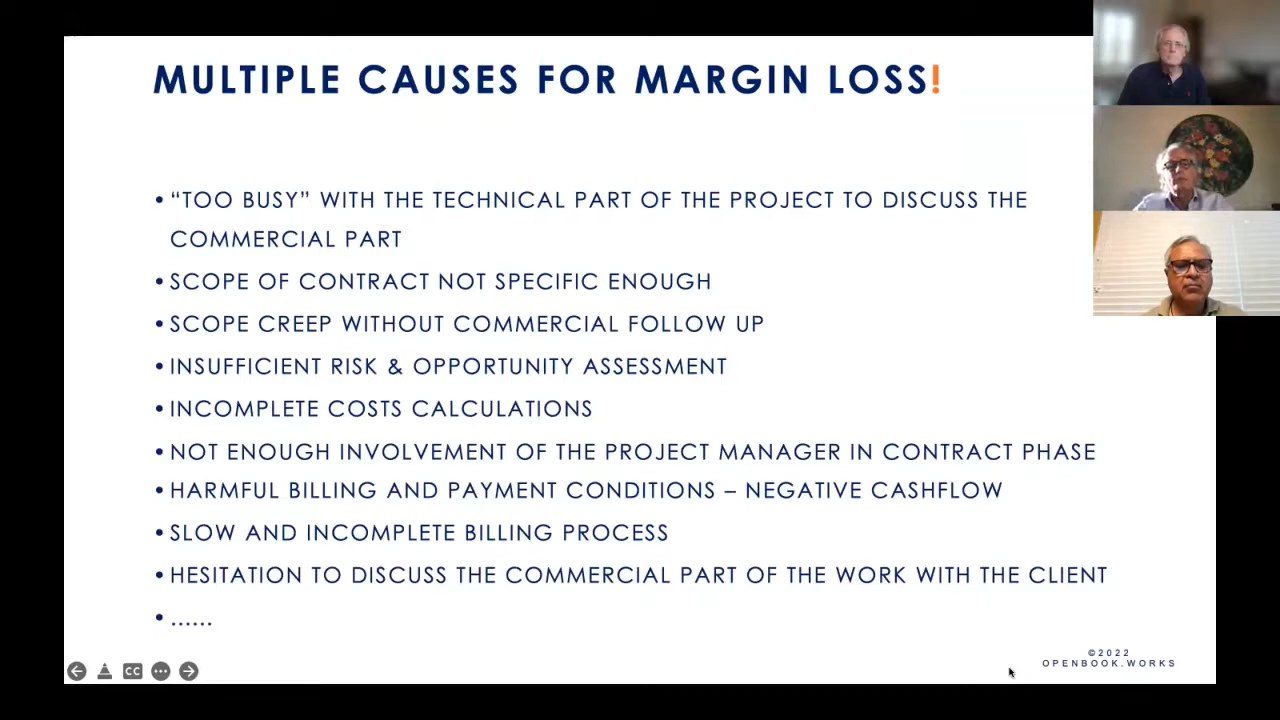 MULTIPLE CAUSES FOR MARGIN LOSS!
• “TOO BUSY” WITH THE TECHNICAL PART OF THE PROJECT TO DISCUSS THE
COMMERCIAL PART
• SCOPE OF CONTRACT NOT SPECIFIC ENOUGH
• SCOPE CREEP WITHOUT COMMERCIAL FOLLOW UP
• INSUFFICIENT RISK & OPPORTUNITY ASSESSMENT
• INCOMPLETE COSTS CALCULATIONS
• NOT ENOUGH INVOLVEMENT OF THE PROJECT MANAGER IN CONTRACT PHASE
• HARMFUL BILLING AND PAYMENT CONDITIONS – NEGATIVE CASHFLOW
• SLOW AND INCOMPLETE BILLING PROCESS
• HESITATION TO DISCUSS THE COMMERCIAL PART OF THE WORK WITH THE CLIENT
• ......
©2022
OPENBOOK.WORKS
CC